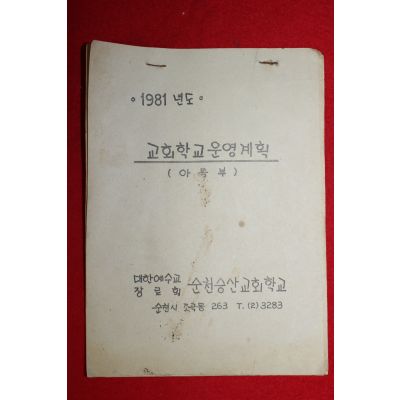 ◦ 1981 년도 ◦
교회학교운영계획
( 아동부 )
대한예수교
장로회 순천승산교회학교
순천시 조곡동 263 T. (2) 3283